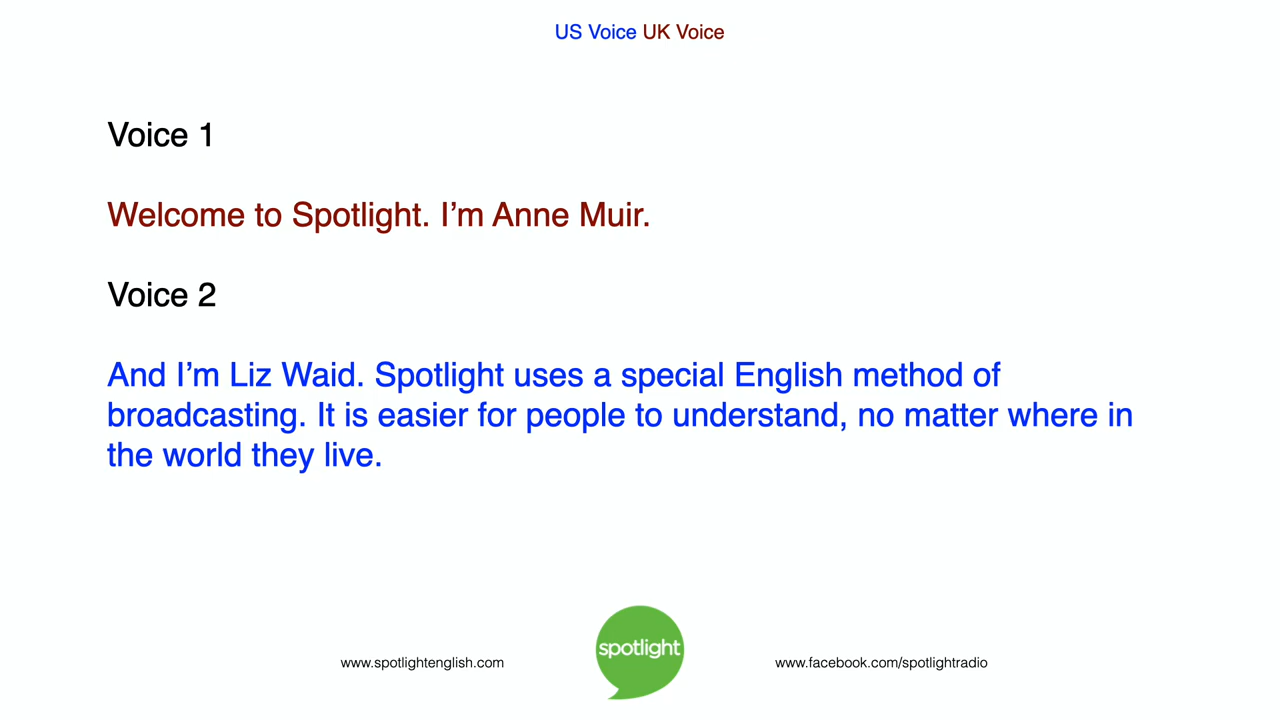 US Voice UK Voice
Voice 1
Welcome to Spotlight. I’m Anne Muir.
Voice 2
And I’m Liz Waid. Spotlight uses a special English method of
broadcasting. It is easier for people to understand, no matter where in
the world they live.
spotlight
www.spotlightenglish.com
www.facebook.com/spotlightradio